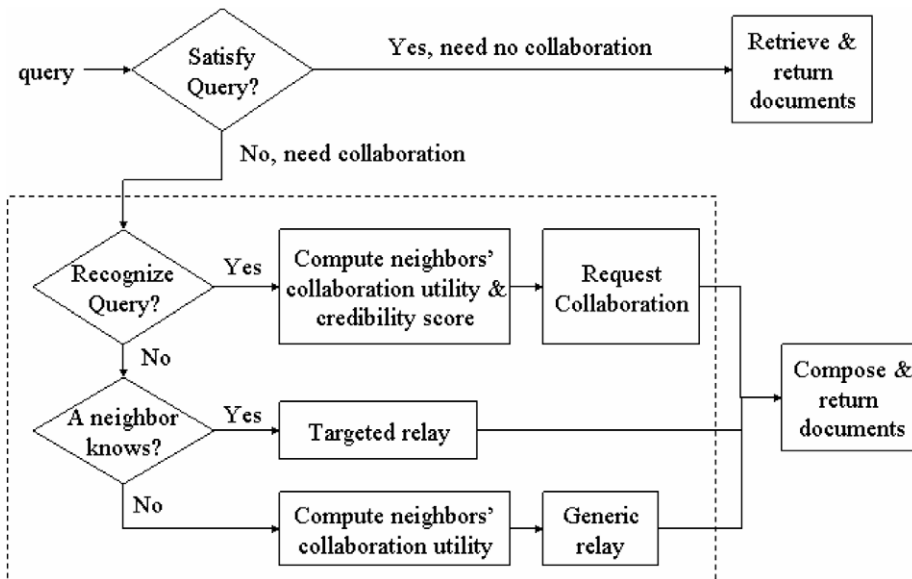 query
Satisfy
Query?
Yes, need no collaboration
Retrieve &
return
documents
No, need collaboration
Recognize
Query?
Yes
Compute neighbors'
collaboration utility &
credibility score
Request
Collaboration
No
A neighbor
knows?
Yes
Targeted relay
Compose &
return
documents
No
Compute neighbors'
collaboration utility
Generic
relay